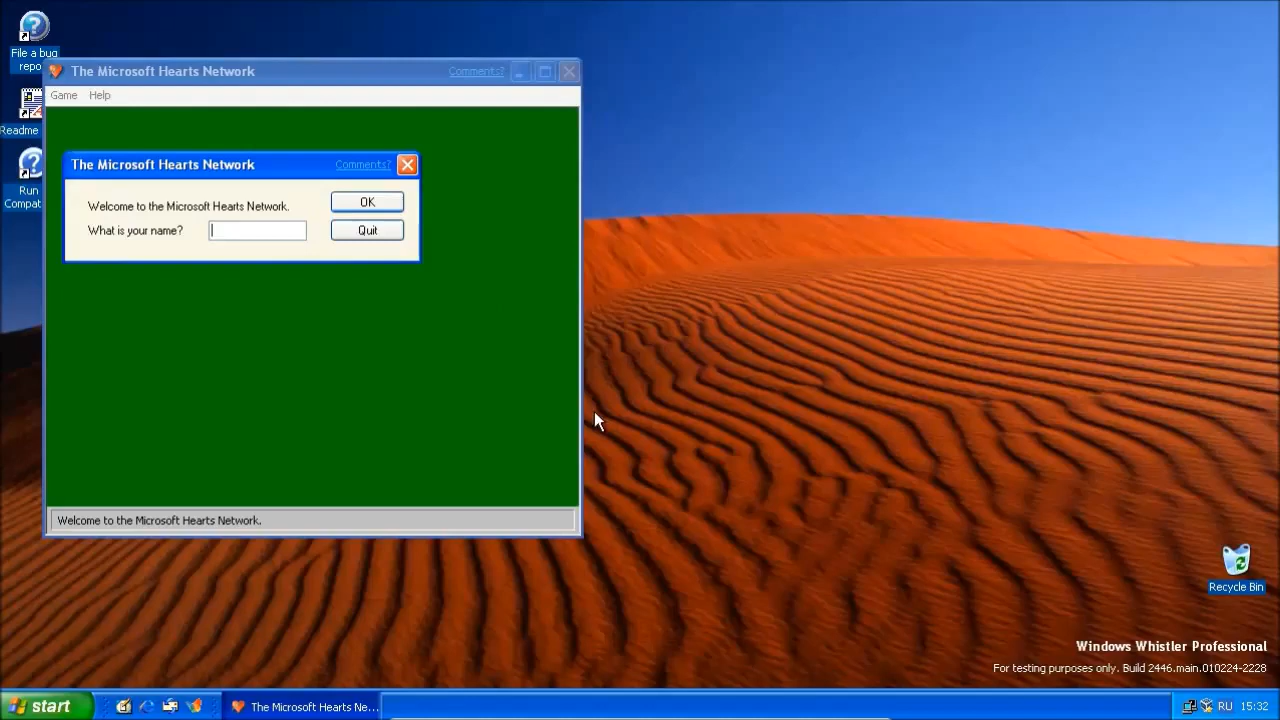 File a bug
repo
The Microsoft Hearts Network
Comments?
Game Help
Readme
The Microsoft Hearts Network
Comments?
Welcome to the Microsoft Hearts Network.
OK
What is your name?
Quit
Run
Compat
Welcome to the Microsoft Hearts Network.
Recycle Bin
Windows Whistler Professional
For testing purposes only. Build 2446.main.010224-2228
start
The Microsoft Hearts Ne...
RU 15:32